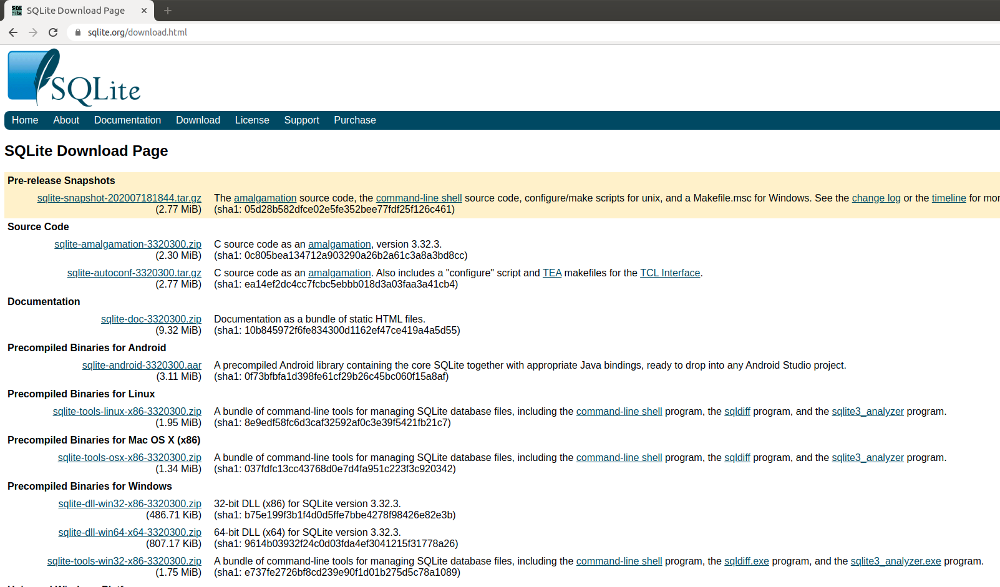 SQLite Download Page
sqlite.org/download.html
SQLite
Home About Documentation Download License Support Purchase
SQLite Download Page
Pre-release Snapshots
sqlite-snapshot-202007181844.tar.gz The amalgamation source code, the command-line shell source code, configure/make scripts for unix, and a Makefile.msc for Windows. See the change log or the timeline for
(2.77 MiB) (sha1: 05d28b582dfce02e5fe352bee77fdf25f126c461)
Source Code
sqlite-amalgamation-3320300.zip C source code as an amalgamation, version 3.32.3.
(2.30 MiB) (sha1: 0c805bea134712a903290a26b2a61c3a8a3bd8cc)
sqlite-autoconf-3320300.tar.gz C source code as an amalgamation. Also includes a "configure" script and TEA makefiles for the TCL Interface.
(2.77 MiB) (sha1: ea14ef2dc4cc7fcbc5ebbb018d3a03faa3a41cb4)
Documentation
sqlite-doc-3320300.zip Documentation as a bundle of static HTML files.
(9.32 MiB) (sha1: 10b845972f6fe834300d1162ef47ce419a4a5d55)
Precompiled Binaries for Android
sqlite-android-3320300.aar A precompiled Android library containing the core SQLite together with appropriate Java bindings, ready to drop into any Android Studio project.
(3.11 MiB) (sha1: 0f73bfbfa1d398fe61cf29b26c45bc060f15a8af)
Precompiled Binaries for Linux
sqlite-tools-linux-x86-3320300.zip A bundle of command-line tools for managing SQLite database files, including the command-line shell program, the sqldiff program, and the sqlite3_analyzer program.
(1.95 MiB) (sha1: 8e9edf58fc6d3caf32592af0c3e39f5421fb21c7)
Precompiled Binaries for Mac OS X (x86)
sqlite-tools-osx-x86-3320300.zip A bundle of command-line tools for managing SQLite database files, including the command-line shell program, the sqldiff program, and the sqlite3_analyzer program.
(1.34 MiB) (sha1: 037fdfc13cc43768d0e7d4fa951c223f3c920342)
Precompiled Binaries for Windows
sqlite-dll-win32-x86-3320300.zip 32-bit DLL (x86) for SQLite version 3.32.3.
(486.71 KiB) (sha1: b75e199f3b1f4d0d5ffe7bbe4278f98426e82e3b)
sqlite-dll-win64-x64-3320300.zip 64-bit DLL (x64) for SQLite version 3.32.3.
(807.17 KiB) (sha1: 9614b03932f24c0d03fda4ef3041215f31778a26)
sqlite-tools-win32-x86-3320300.zip A bundle of command-line tools for managing SQLite database files, including the command-line shell program, the sqldiff.exe program, and the sqlite3_analyzer.exe program.
(1.75 MiB) (sha1: e737fe2726bf8cd239e90f1d01b275d5c78a1089)